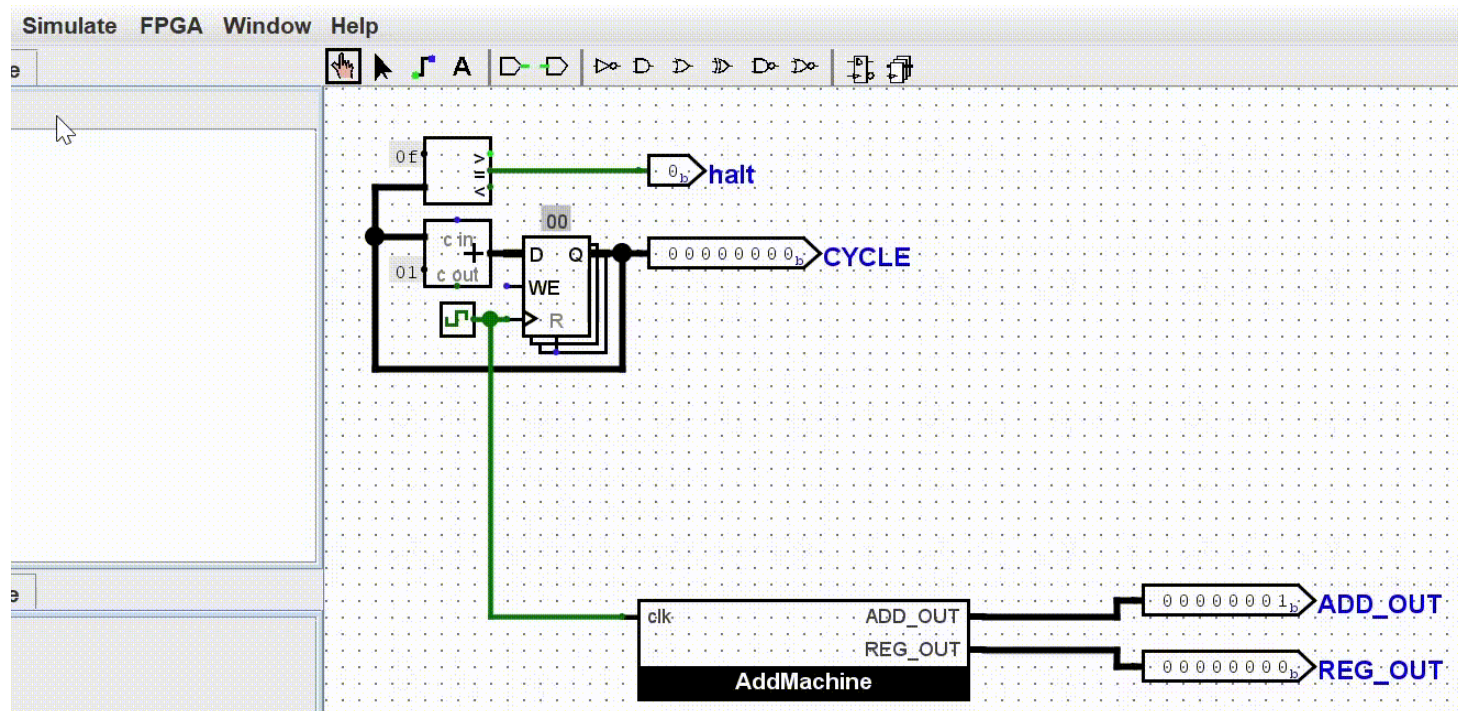 Simulate FPGA Window Help
e
A
0f
>
=
<
0b
halt
00
c in
+
D Q
00000000b
CYCLE
01
c out
WE
R
clk
ADD_OUT
00000001b
ADD_OUT
REG_OUT
00000000b
REG_OUT
AddMachine
e